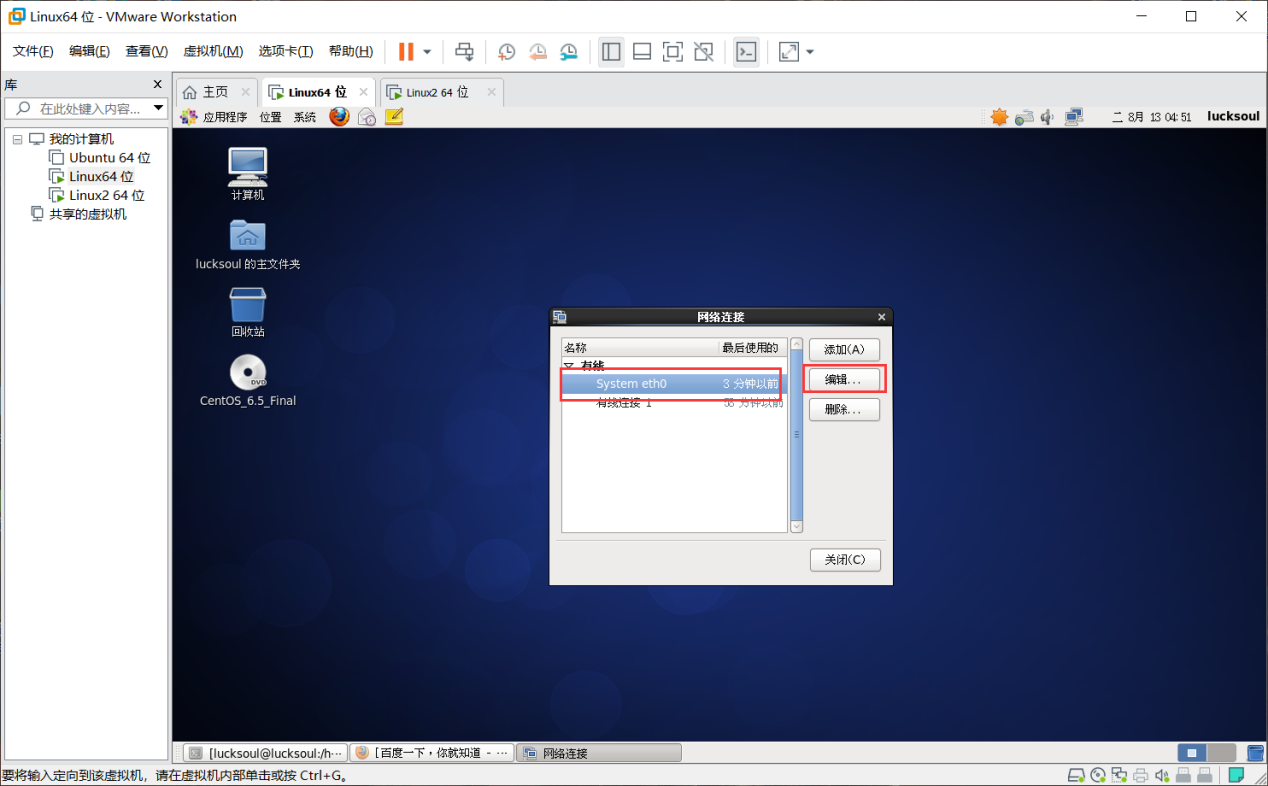 Linux64 位 - VMware Workstation
文件(F) 编辑(E) 查看(V) 虚拟机(M) 选项卡(T) 帮助(H)
库
在此处键入内容...
我的计算机
Ubuntu 64 位
Linux64 位
Linux2 64 位
共享的虚拟机
主页 Linux64 位 Linux2 64 位
应用程序 位置 系统 二 8月 13 04:51 lucksoul
计算机
lucksoul 的主文件夹
回收站
DVD
CentOS_6.5_Final
网络连接
名称 最后使用的
有线
System eth0 3 分钟以前
有线连接 1 分钟以前
添加(A)
编辑...
删除...
关闭(C)
[lucksoul@lucksoul:/h··· [百度一下，你就知道 - ··· 网络连接
要将输入定向到该虚拟机，请在虚拟机内部单击或按 Ctrl+G。